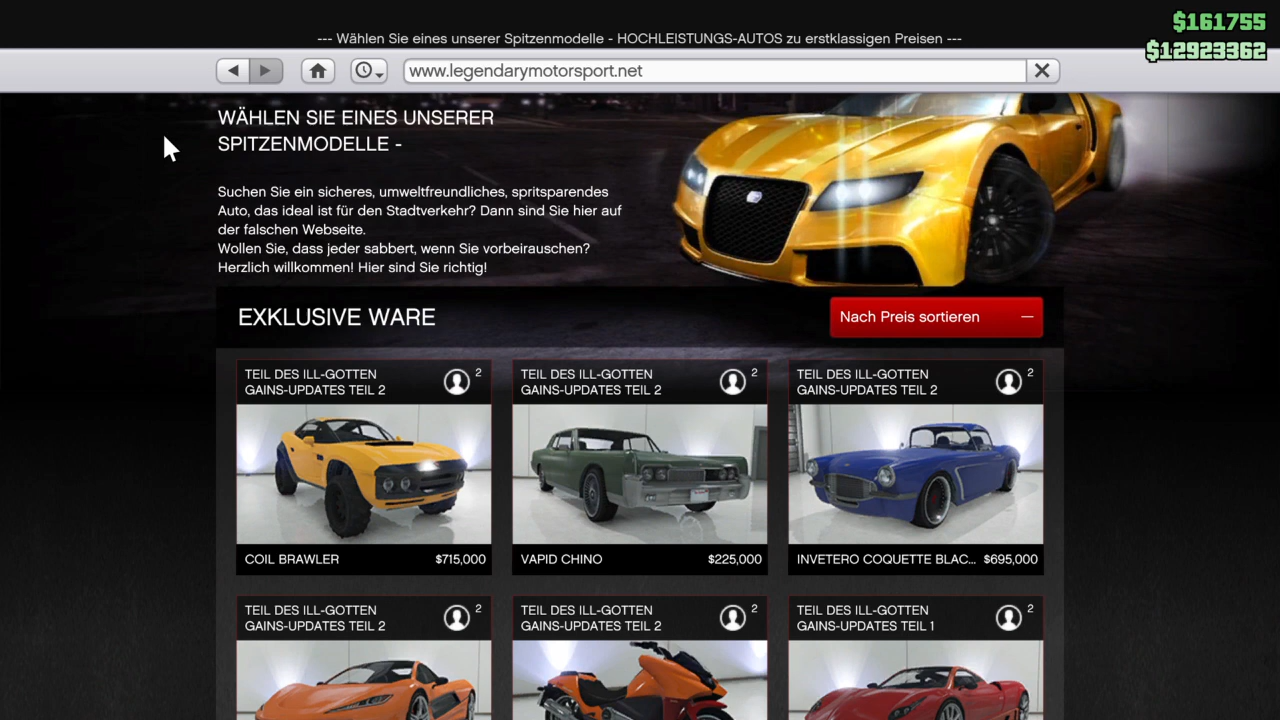 $161755
--- Wählen Sie eines unserer Spitzenmodelle - HOCHLEISTUNGS-AUTOS zu erstklassigen Preisen ---
$12923362
www.legendarymotorsport.net
WÄHLEN SIE EINES UNSERER
SPITZENMODELLE -
Suchen Sie ein sicheres, umweltfreundliches, spritsparendes
Auto, das ideal ist für den Stadtverkehr? Dann sind Sie hier auf
der falschen Webseite.
Wollen Sie, dass jeder sabbert, wenn Sie vorbeirauschen?
Herzlich willkommen! Hier sind Sie richtig!
EXKLUSIVE WARE
Nach Preis sortieren
TEIL DES ILL-GOTTEN
GAINS-UPDATES TEIL 2
2
TEIL DES ILL-GOTTEN
GAINS-UPDATES TEIL 2
2
TEIL DES ILL-GOTTEN
GAINS-UPDATES TEIL 2
2
COIL BRAWLER $715,000
VAPID CHINO $225,000
INVETERO COQUETTE BLAC... $695,000
TEIL DES ILL-GOTTEN
GAINS-UPDATES TEIL 2
2
TEIL DES ILL-GOTTEN
GAINS-UPDATES TEIL 2
2
TEIL DES ILL-GOTTEN
GAINS-UPDATES TEIL 1
2